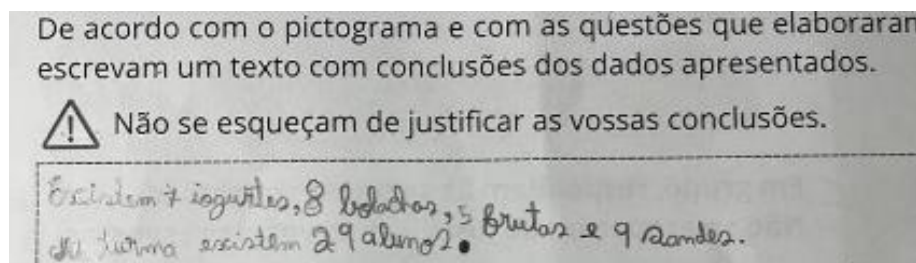 De acordo com o pictograma e com as questões que elaboraram
escrevam um texto com conclusões dos dados apresentados.
Não se esqueçam de justificar as vossas conclusões.
Existem 7 iogurtes, 8 bolachas, 5 frutas e 9 sandes.
turma existem 29 alunos.